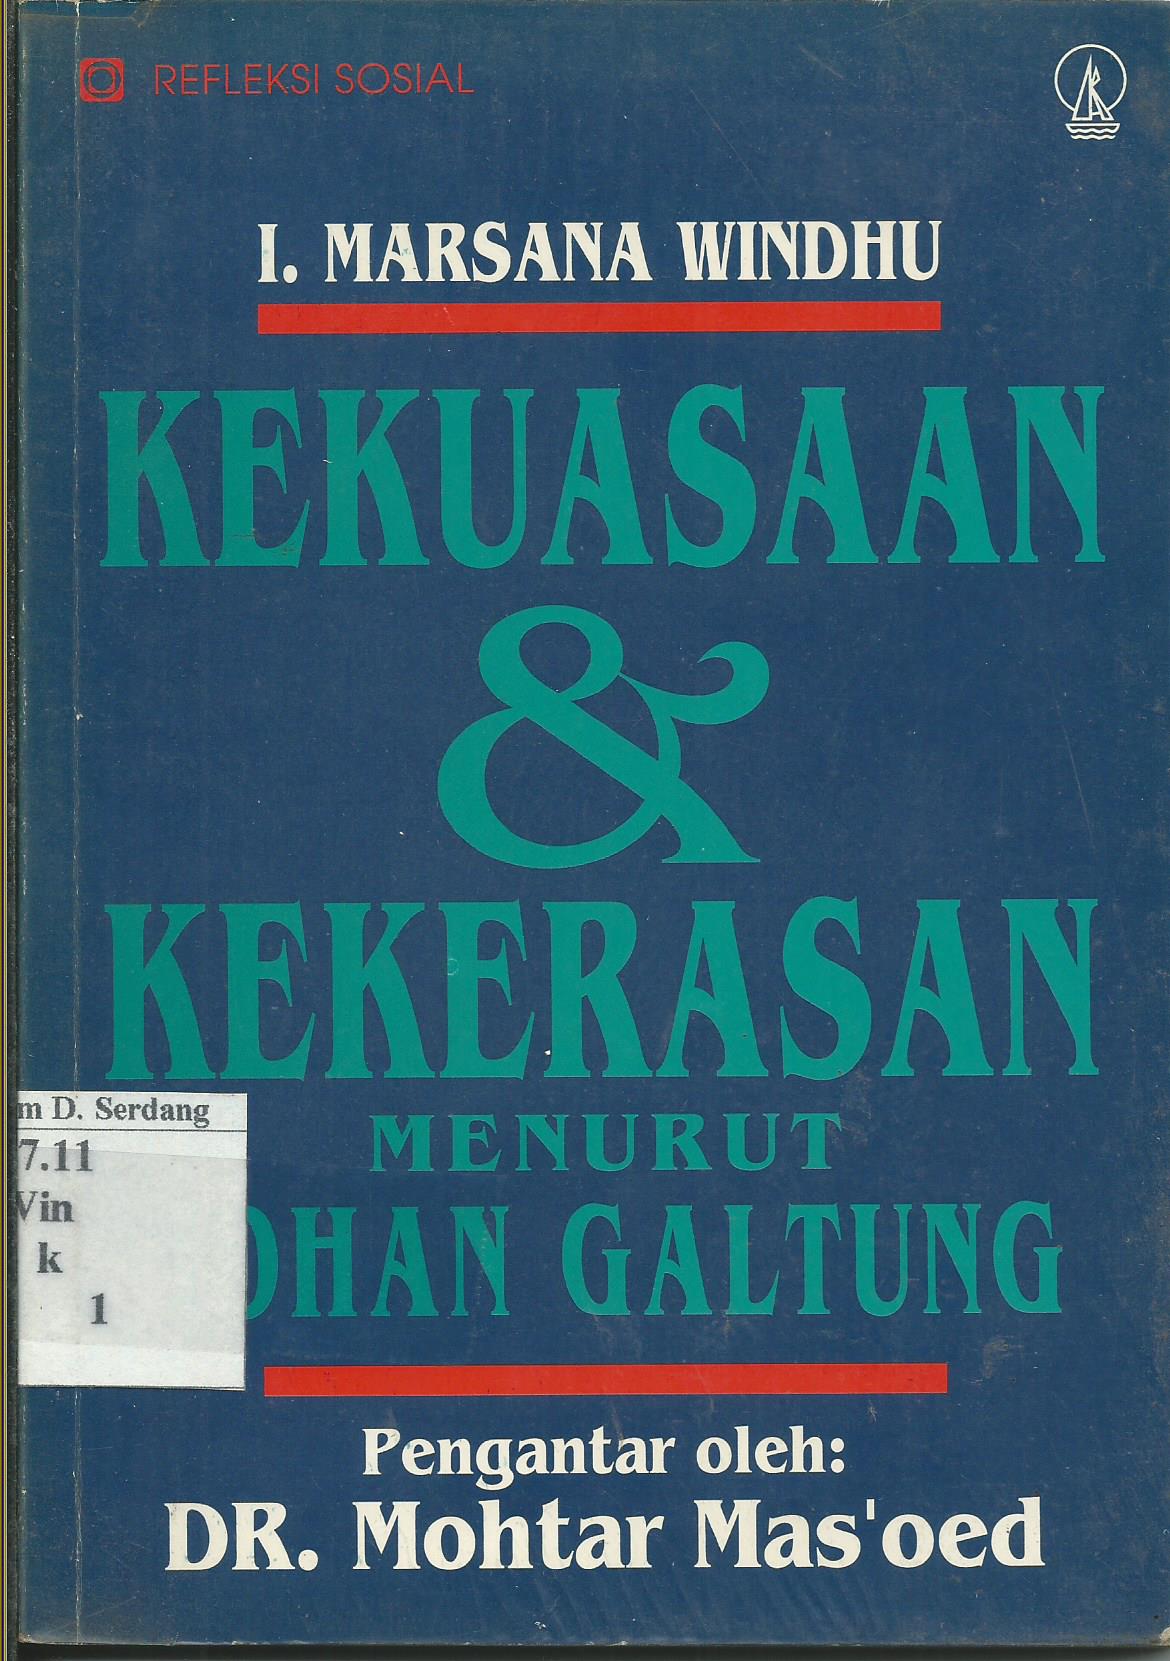 REFLEKSI SOSIAL
I. MARSANA WINDHU
KEKUASAAN
&
KEKERASAN
MENURUT
OHAN GALTUNG
m D. Serdang
7.11
Vin
k
1
Pengantar oleh:
DR. Mohtar Mas'oed